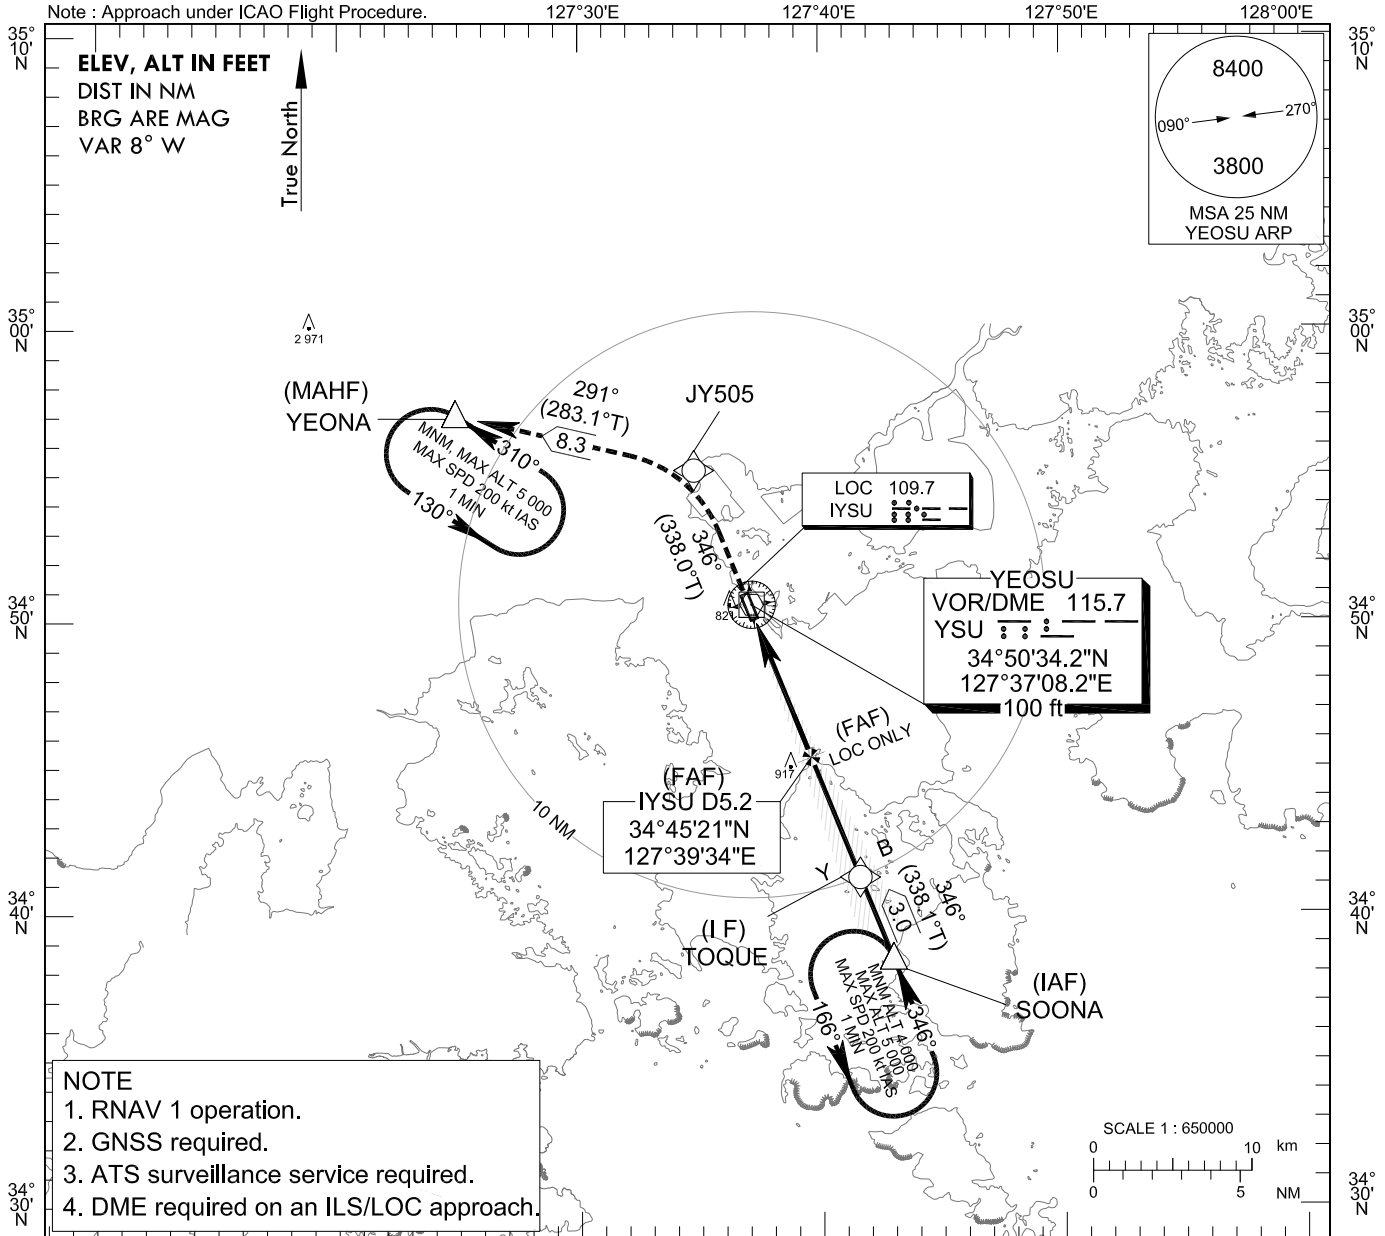 Note : Approach under ICAO Flight Procedure.
127°30'E
127°40'E
127°50'E
128°00'E
35°
10'
N
35°
10'
N
ELEV, ALT IN FEET
DIST IN NM
BRG ARE MAG
VAR 8° W
True North
8400
090°
270°
3800
MSA 25 NM
YEOSU ARP
35°
00'
N
35°
00'
N
2 971
(MAHF)
YEONA
291°
(283.1°T)
8.3
JY505
310°
MNM, MAX ALT 5 000
MAX SPD 200 kt IAS
1 MIN
130°
346°
(338.0°T)
LOC 109.7
IYSU
YEOSU
VOR/DME 115.7
YSU
34°50'34.2"N
127°37'08.2"E
100 ft
34°
50'
N
34°
50'
N
(FAF)
LOC ONLY
917
(FAF)
IYSU D5.2
34°45'21"N
127°39'34"E
10 NM
B
Y
346°
(338.1°T)
3.0
34°
40'
N
34°
40'
N
(I F)
TOQUE
(IAF)
SOONA
MNM ALT 4 000
MAX ALT 5 000
MAX SPD 200 kt IAS
1 MIN
166°
346°
NOTE
1. RNAV 1 operation.
2. GNSS required.
3. ATS surveillance service required.
4. DME required on an ILS/LOC approach.
SCALE 1 : 650000
0 10 km
0 5 NM
34°
30'
N
34°
30'
N